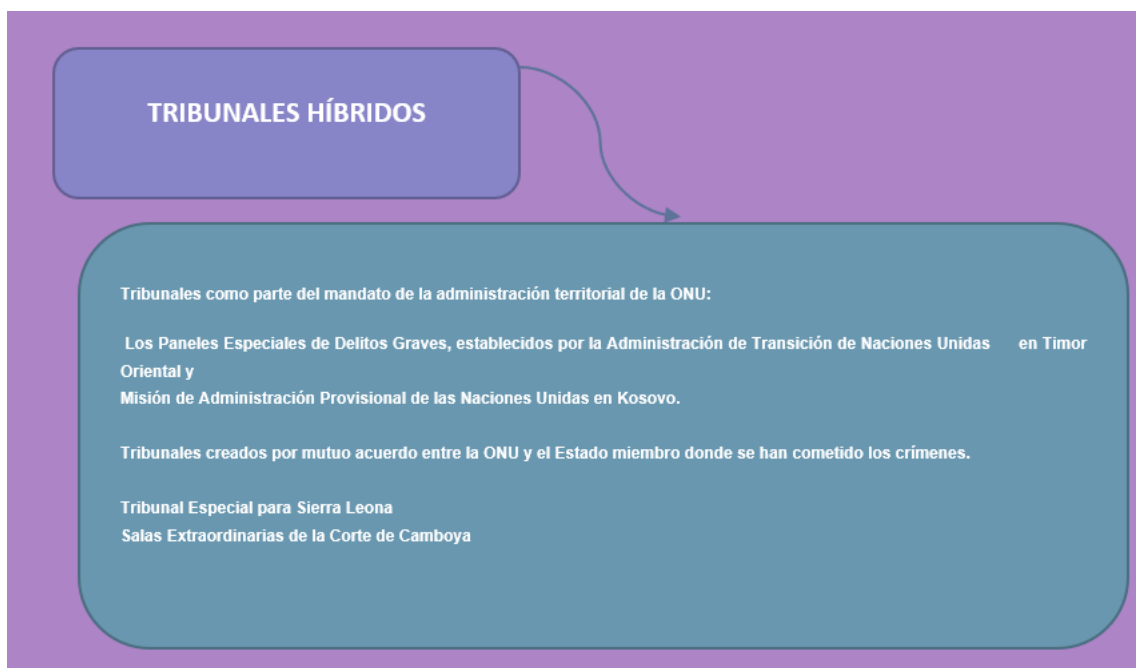 TRIBUNALES HÍBRIDOS
Tribunales como parte del mandato de la administración territorial de la ONU:
Los Paneles Especiales de Delitos Graves, establecidos por la Administración de Transición de Naciones Unidas en Timor
Oriental y
Misión de Administración Provisional de las Naciones Unidas en Kosovo.
Tribunales creados por mutuo acuerdo entre la ONU y el Estado miembro donde se han cometido los crímenes.
Tribunal Especial para Sierra Leona
Salas Extraordinarias de la Corte de Camboya